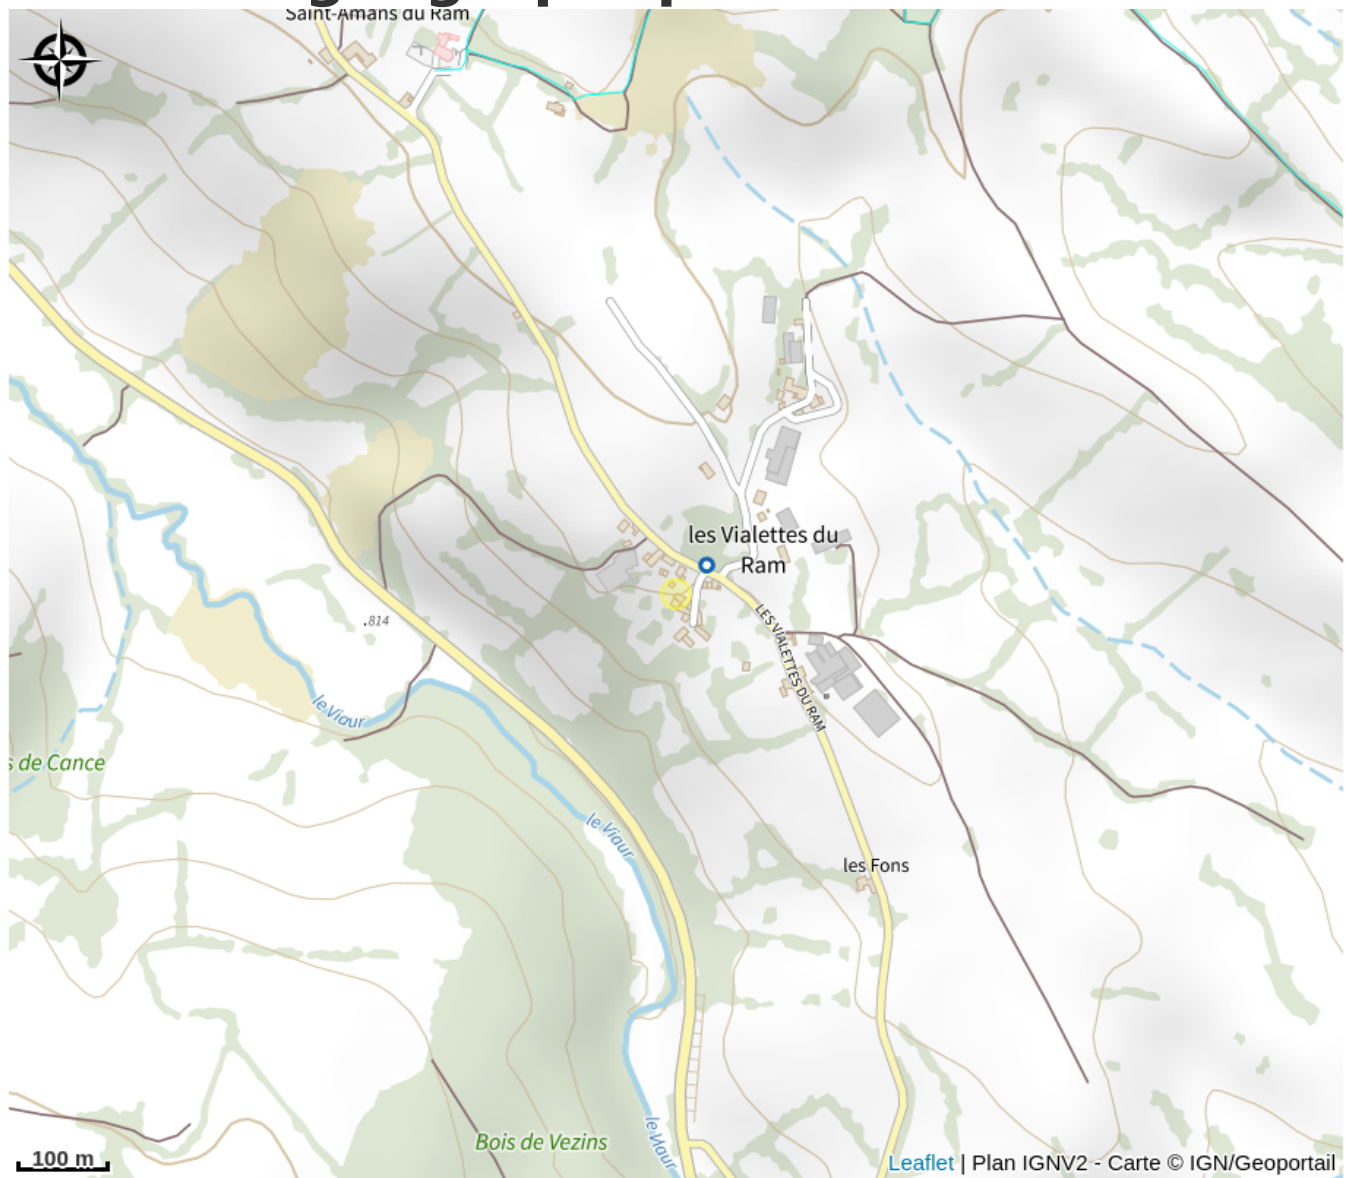 Saint-Amans du Ram
les Vialettes du
Ram
LES VIALETTES DU RAM
.814
le Viaur
s de Cance
le Viaur
les Fons
le Viaur
Bois de Vezins
100 m
Leaflet | Plan IGNV2 - Carte © IGN/Geoportail